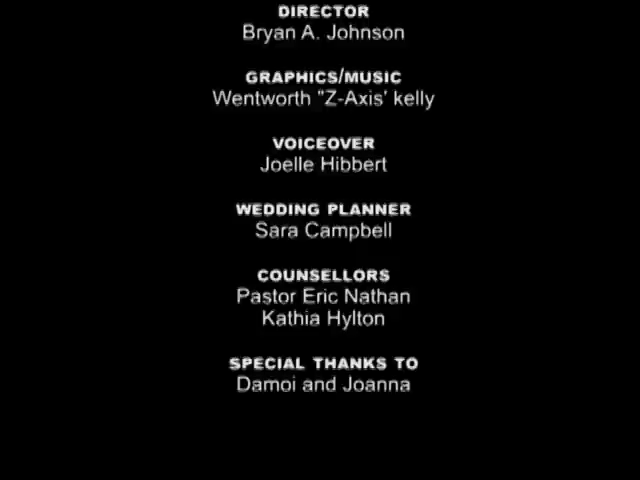 DIRECTOR
Bryan A. Johnson
GRAPHICS/MUSIC
Wentworth "Z-Axis' kelly
VOICEOVER
Joelle Hibbert
WEDDING PLANNER
Sara Campbell
COUNSELLORS
Pastor Eric Nathan
Kathia Hylton
SPECIAL THANKS TO
Damoi and Joanna